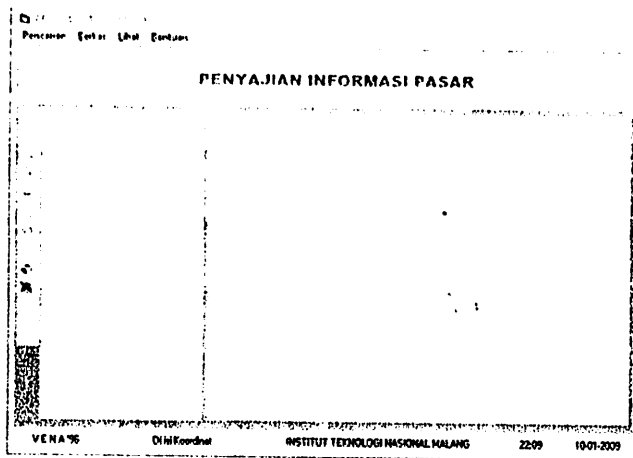 Pencarian Berkas Lihat Bantuan
PENYAJIAN INFORMASI PASAR
VENA'96 Di isi Koordinat INSTITUT TEKNOLOGI NASIONAL MALANG 22:09 10-01-2009